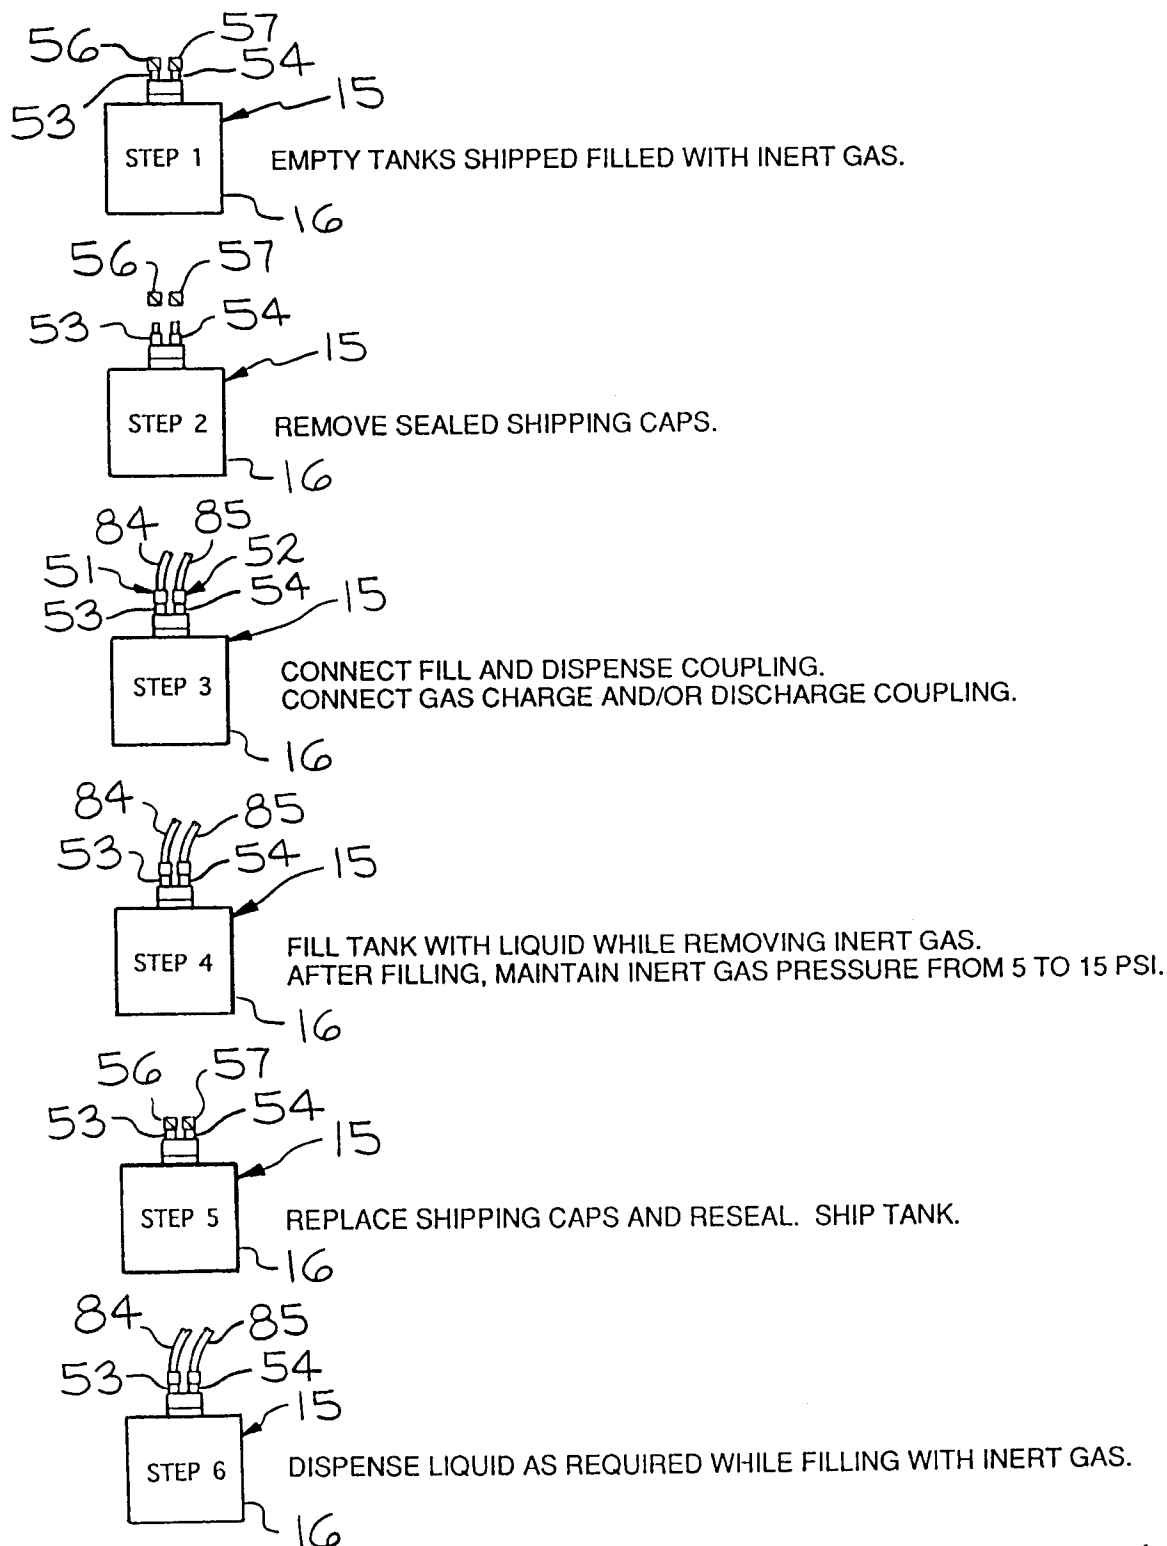 56 57
53 54
15
STEP 1 EMPTY TANKS SHIPPED FILLED WITH INERT GAS.
16
56 57
53 54
15
STEP 2 REMOVE SEALED SHIPPING CAPS.
16
84 85
51 52
53 54 15
STEP 3 CONNECT FILL AND DISPENSE COUPLING.
CONNECT GAS CHARGE AND/OR DISCHARGE COUPLING.
16
84 85
53 54 15
STEP 4 FILL TANK WITH LIQUID WHILE REMOVING INERT GAS.
AFTER FILLING, MAINTAIN INERT GAS PRESSURE FROM 5 TO 15 PSI.
16
56 57
53 54
15
STEP 5 REPLACE SHIPPING CAPS AND RESEAL. SHIP TANK.
16
84 85
53 54
15
STEP 6 DISPENSE LIQUID AS REQUIRED WHILE FILLING WITH INERT GAS.
16